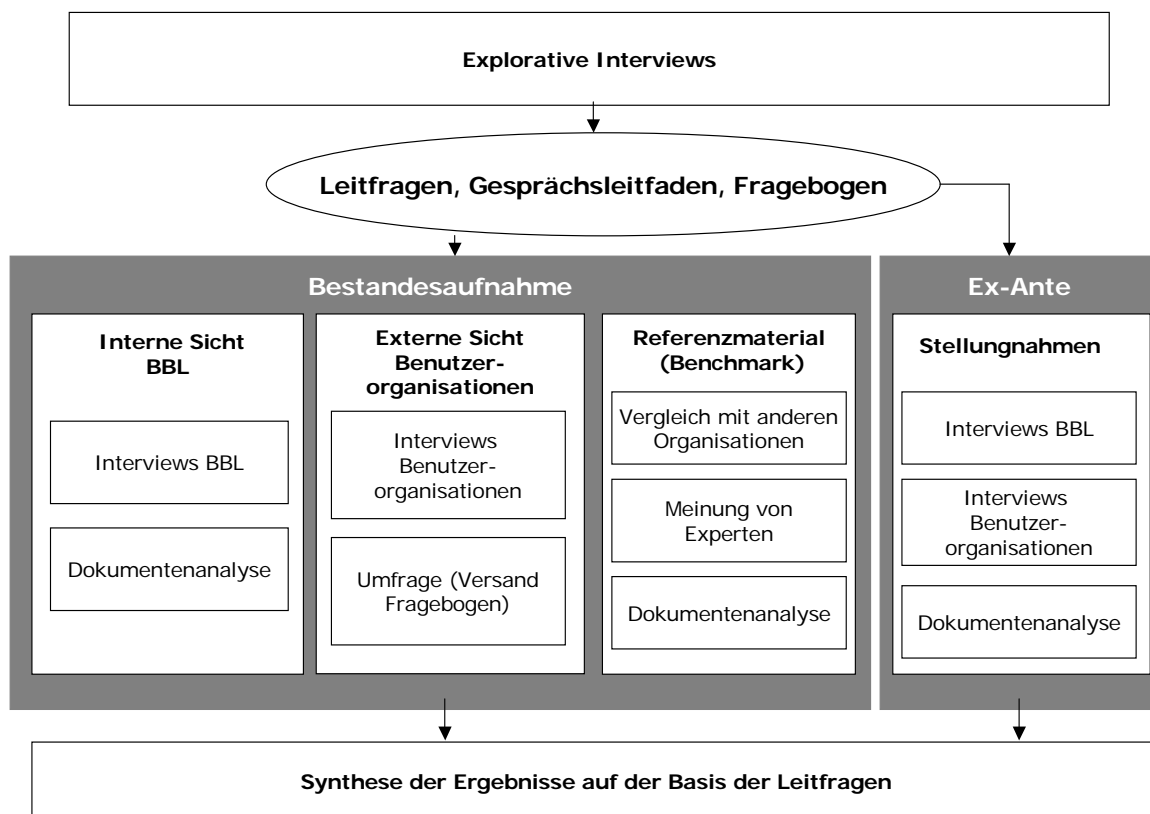 Explorative Interviews
Leitfragen, Gesprächsleitfaden, Fragebogen
Bestandesaufnahme
Interne Sicht
BBL
Interviews BBL
Dokumentenanalyse
Externe Sicht
Benutzer-
organisationen
Interviews
Benutzer-
organisationen
Umfrage (Versand
Fragebogen)
Referenzmaterial
(Benchmark)
Vergleich mit anderen
Organisationen
Meinung von
Experten
Dokumentenanalyse
Ex-Ante
Stellungnahmen
Interviews BBL
Interviews
Benutzer-
organisationen
Dokumentenanalyse
Synthese der Ergebnisse auf der Basis der Leitfragen